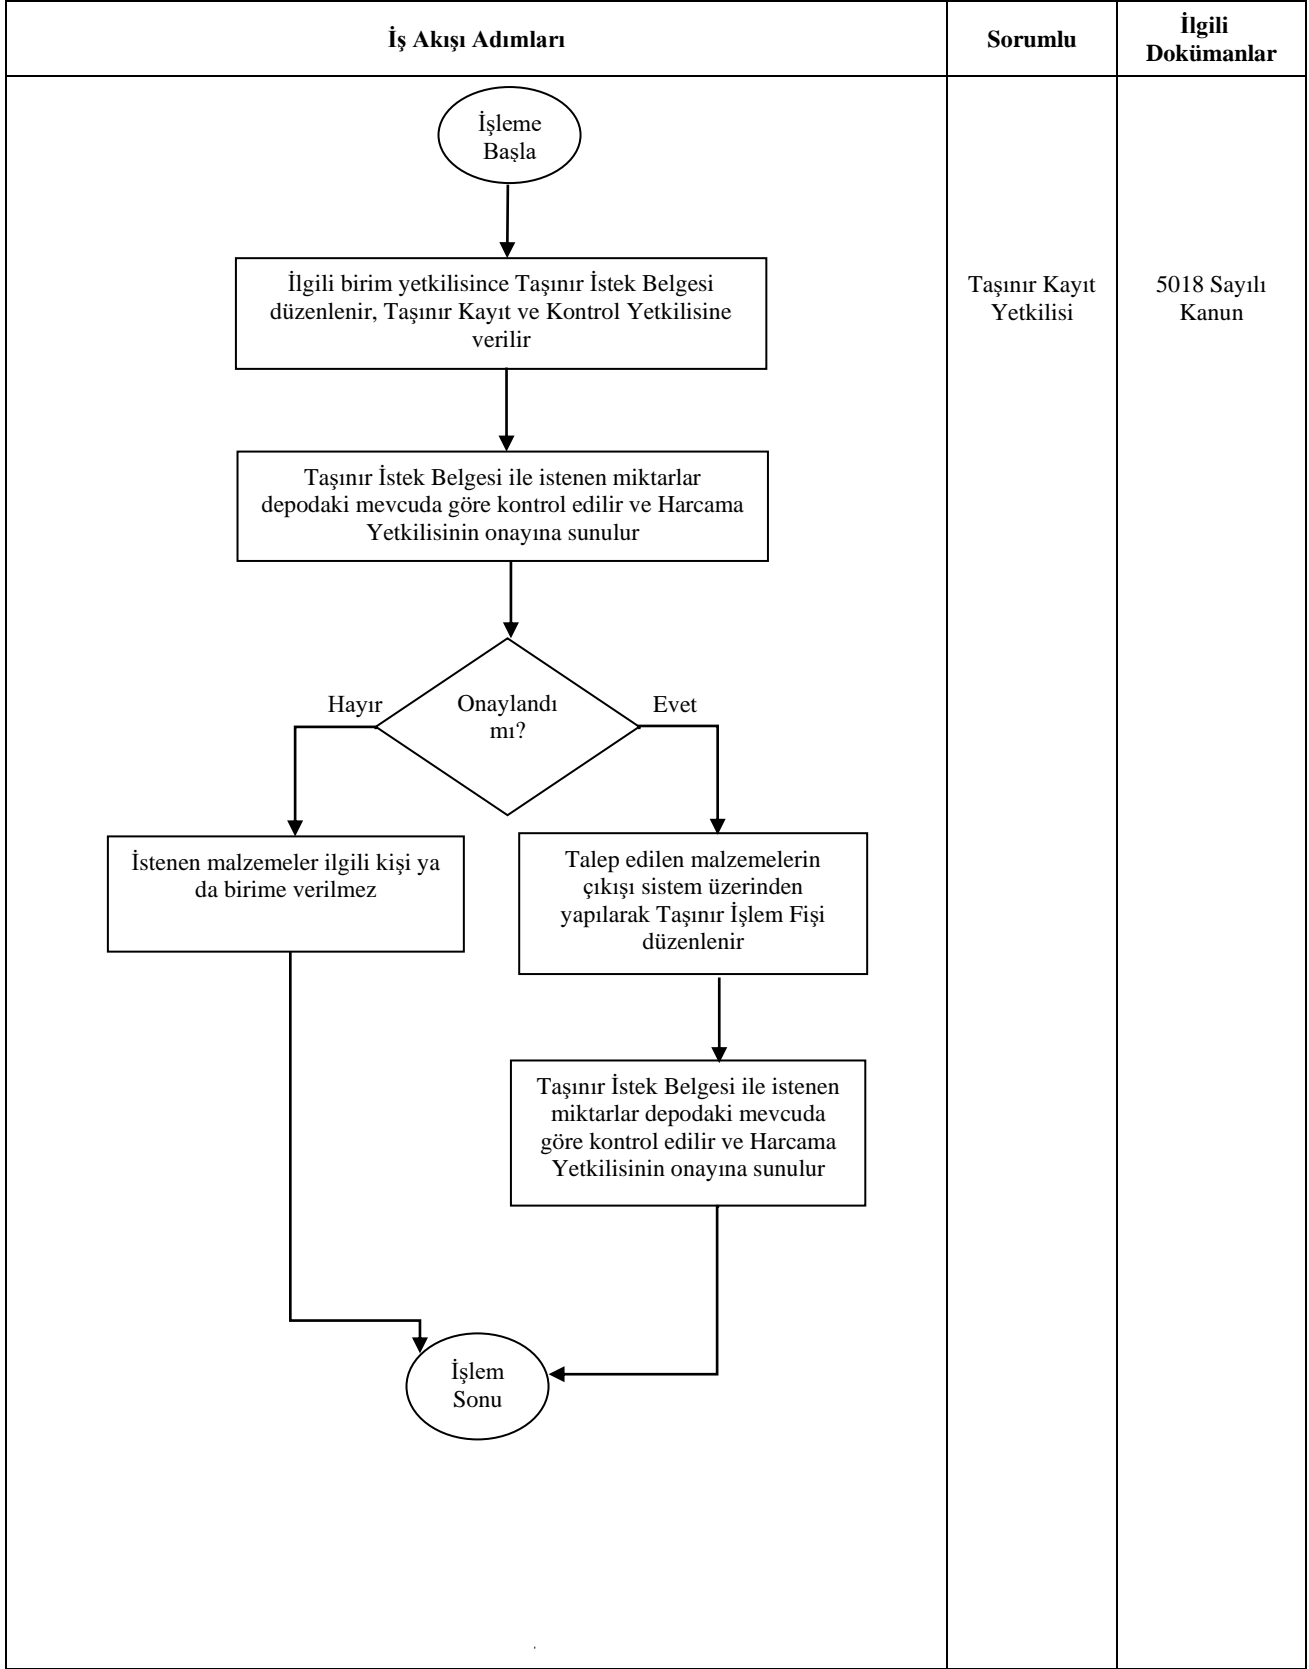 İş Akışı Adımları
Sorumlu
İlgili
Dokümanlar
İşleme
Başla
İlgili birim yetkilisince Taşınır İstek Belgesi
düzenlenir, Taşınır Kayıt ve Kontrol Yetkilisine
verilir
Taşınır Kayıt
Yetkilisi
5018 Sayılı
Kanun
Taşınır İstek Belgesi ile istenen miktarlar
depodaki mevcuda göre kontrol edilir ve Harcama
Yetkilisinin onayına sunulur
Hayır
Onaylandı
mı?
Evet
İstenen malzemeler ilgili kişi ya
da birime verilmez
Talep edilen malzemelerin
çıkışı sistem üzerinden
yapılarak Taşınır İşlem Fişi
düzenlenir
Taşınır İstek Belgesi ile istenen
miktarlar depodaki mevcuda
göre kontrol edilir ve Harcama
Yetkilisinin onayına sunulur
İşlem
Sonu